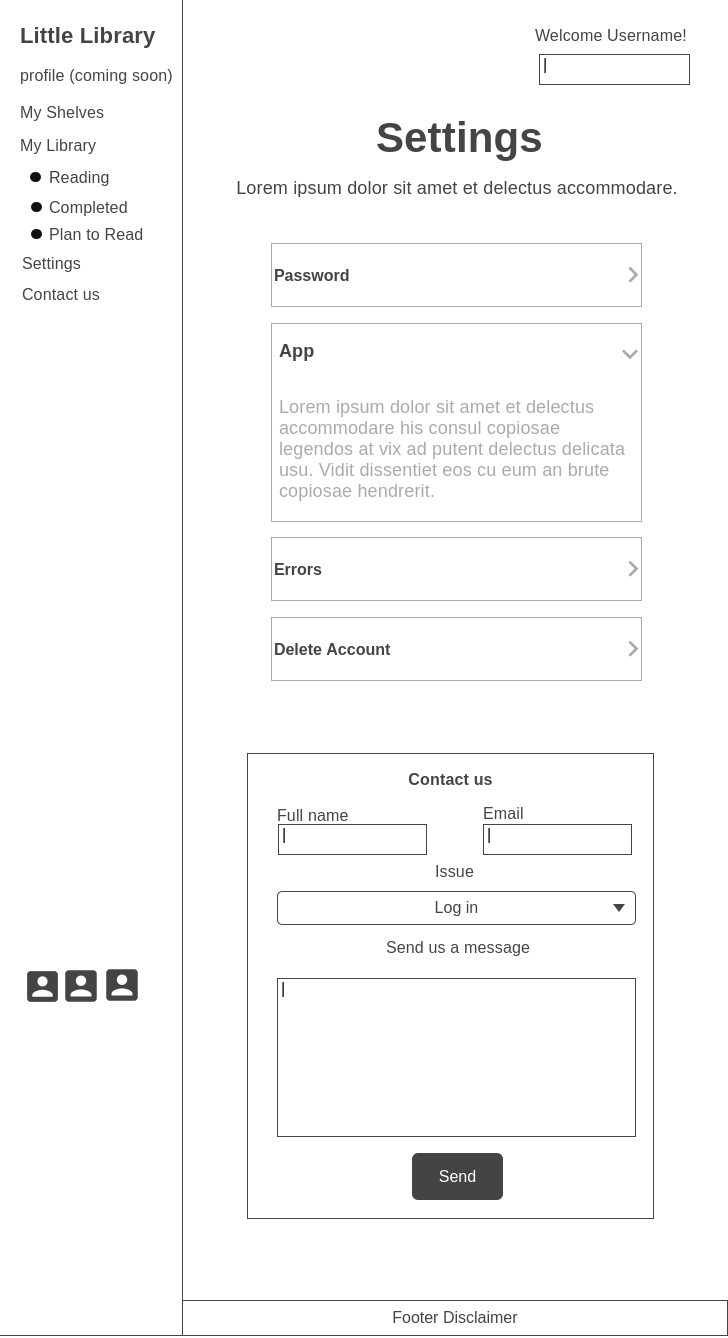 Little Library
profile (coming soon)
My Shelves
My Library
Reading
Completed
Plan to Read
Settings
Contact us
Welcome Username!
Settings
Lorem ipsum dolor sit amet et delectus accommodare.
Password
App
Lorem ipsum dolor sit amet et delectus
accommodare his consul copiosae
legendos at vix ad putent delectus delicata
usu. Vidit dissentiet eos cu eum an brute
copiosae hendrerit.
Errors
Delete Account
Contact us
Full name
Email
Issue
Log in
Send us a message
Send
Footer Disclaimer